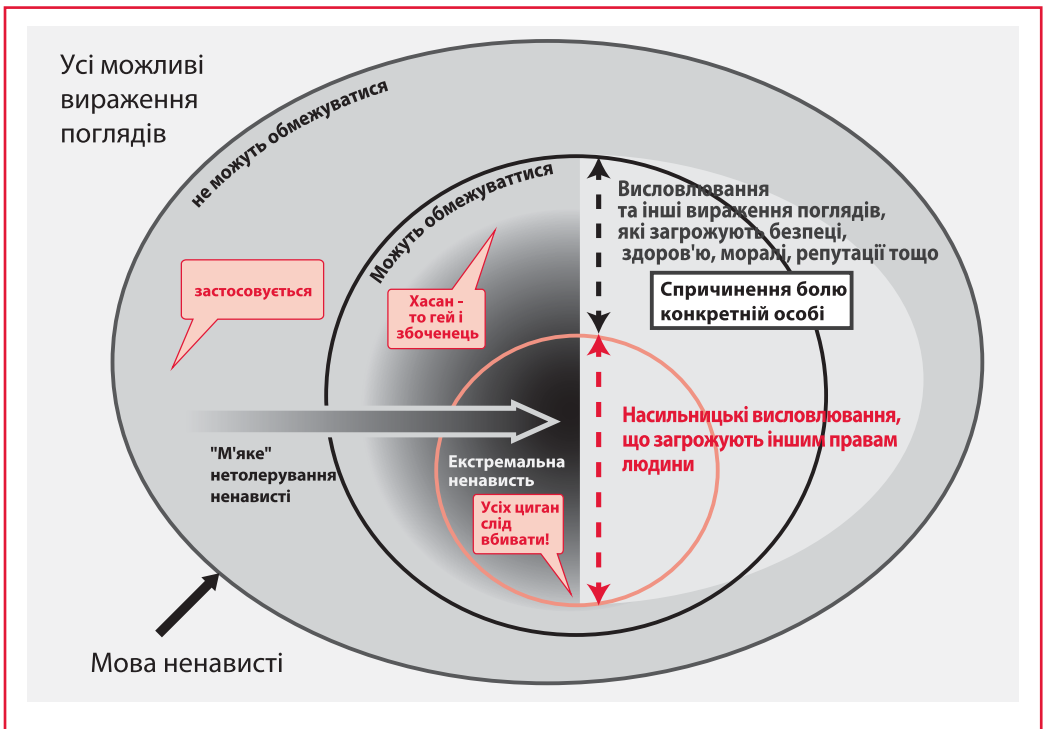 Усі можливі
вираження
поглядів
не можуть обмежуватися
Можуть обмежуваттися
Висловлювання
та інші вираження поглядів,
які загрожують безпеці,
здоров'ю, моралі, репутації тощо
застосовується
Хасан -
то гей і
збоченець
Спричинення болю
конкретній особі
Насильницькі висловлювання,
що загрожують іншим правам
людини
"М'яке"
нетолерування
ненависті
Екстремальна
ненависть
Усіх циган
слід
вбивати!
Мова ненависті